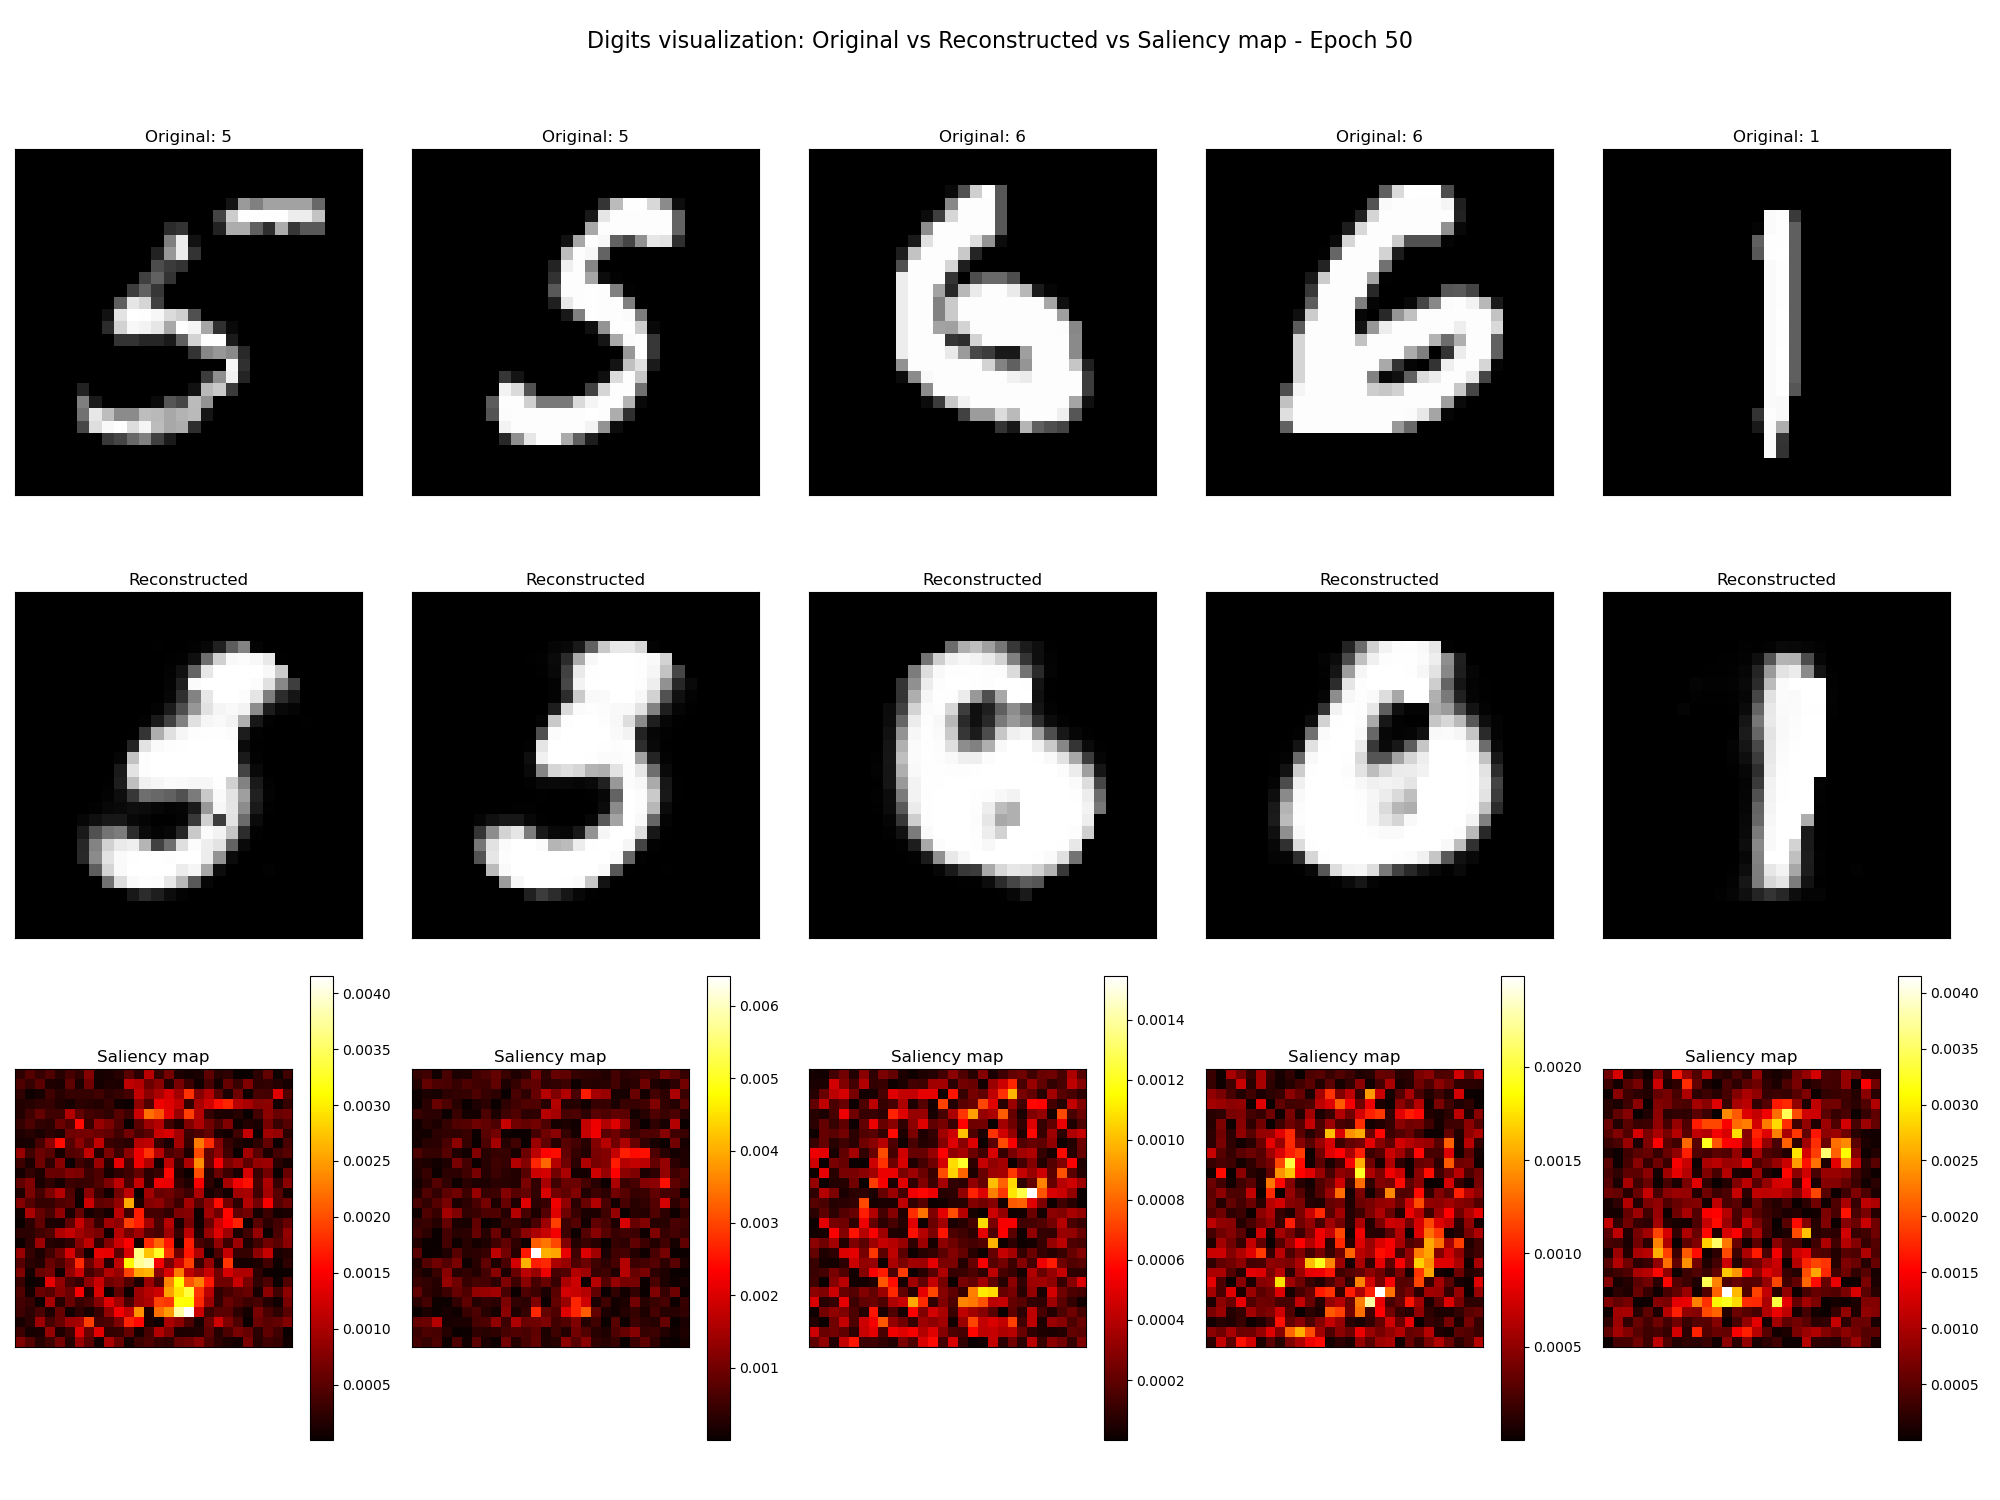 Digits visualization: Original vs Reconstructed vs Saliency map - Epoch 50
Original: 5
Original: 5
Original: 6
Original: 6
Original: 1
5
5
6
6
1
Reconstructed
Reconstructed
Reconstructed
Reconstructed
Reconstructed
Saliency map
0.0040
0.0035
0.0030
0.0025
0.0020
0.0015
0.0010
0.0005
Saliency map
0.006
0.005
0.004
0.003
0.002
0.001
Saliency map
0.0014
0.0012
0.0010
0.0008
0.0006
0.0004
0.0002
Saliency map
0.0020
0.0015
0.0010
0.0005
Saliency map
0.0040
0.0035
0.0030
0.0025
0.0020
0.0015
0.0010
0.0005